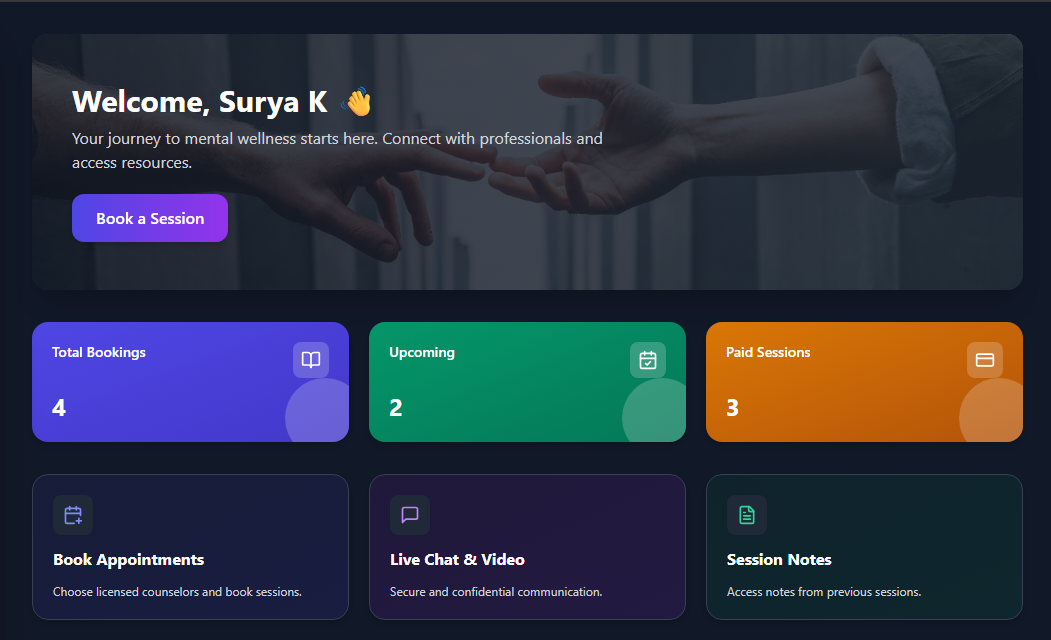 Welcome, Surya K 👋
Your journey to mental wellness starts here. Connect with professionals and
access resources.
Book a Session
Total Bookings
4
Upcoming
2
Paid Sessions
3
Book Appointments
Choose licensed counselors and book sessions.
Live Chat & Video
Secure and confidential communication.
Session Notes
Access notes from previous sessions.